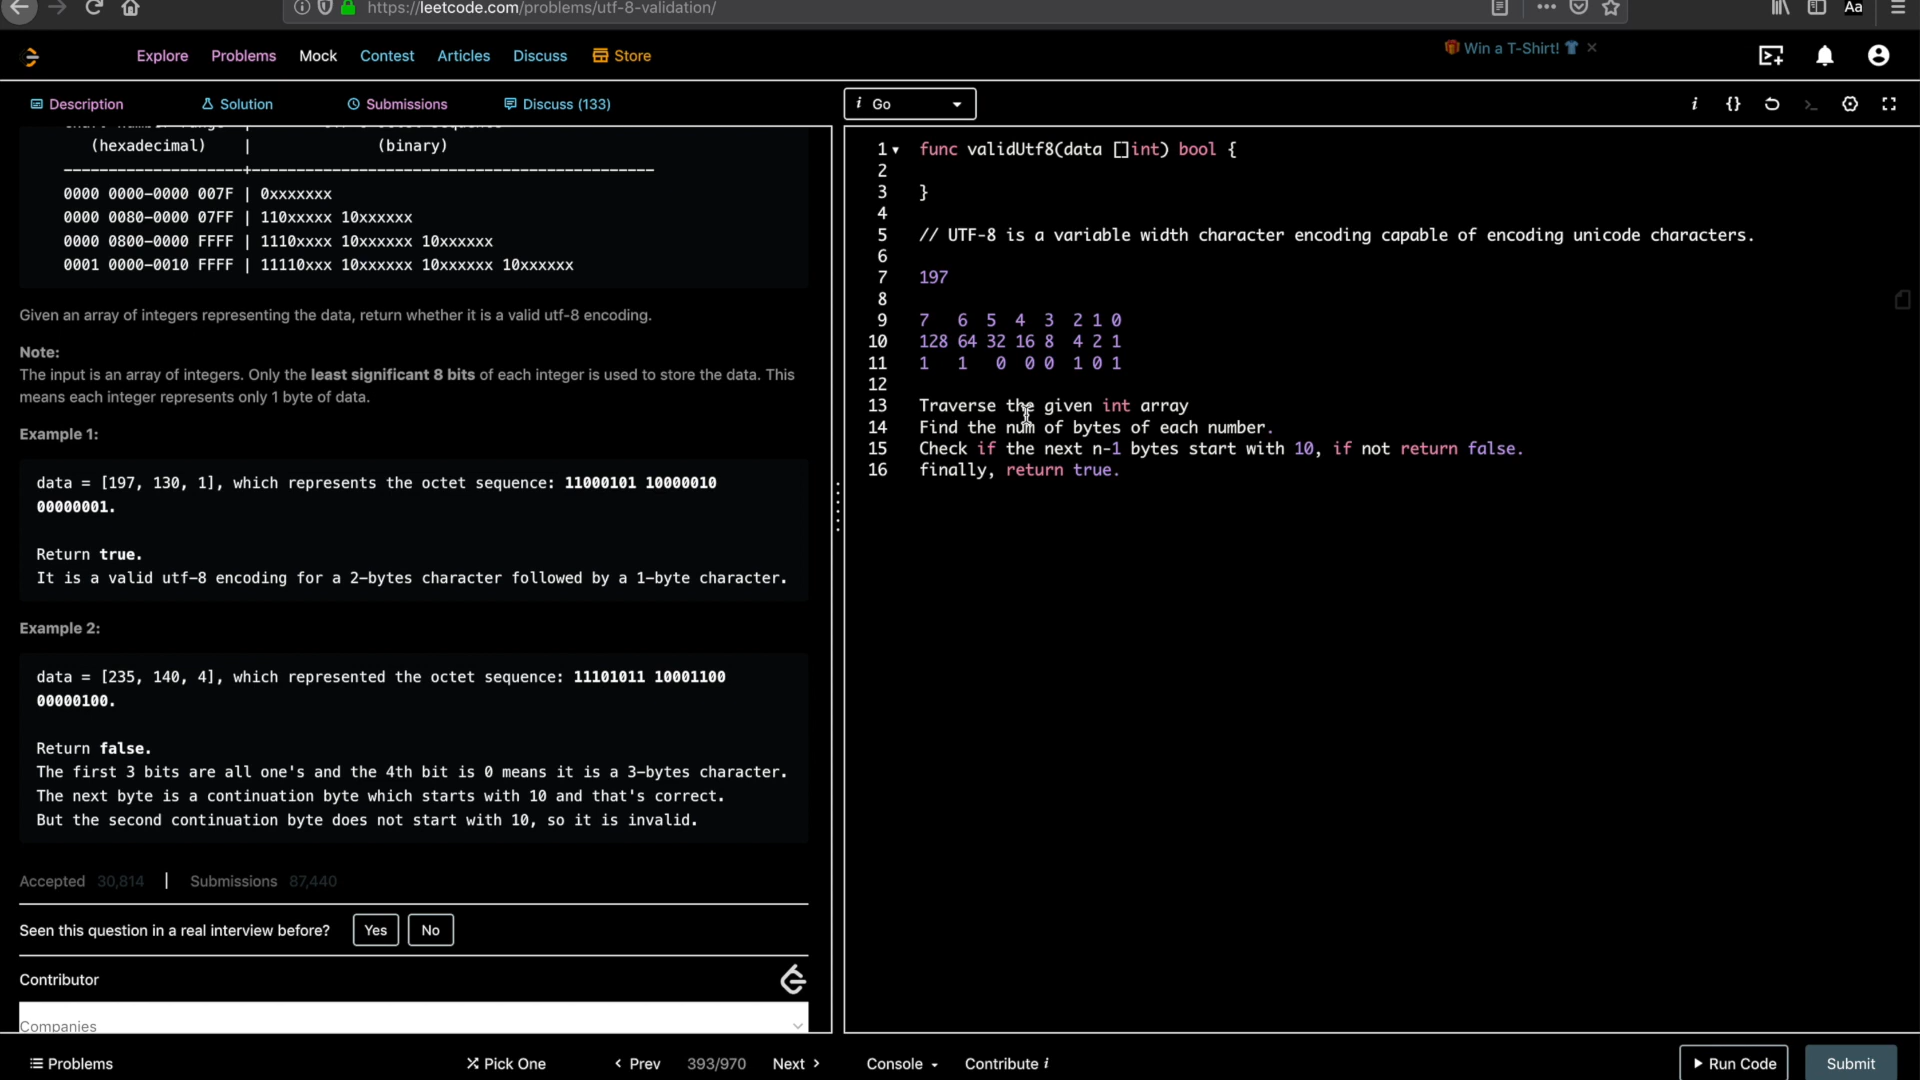 https://leetcode.com/problems/utf-8-validation/
Explore Problems Mock Contest Articles Discuss Store
Win a T-Shirt!
Description Solution Submissions Discuss (133)
(hexadecimal) | (binary)
--------------------+---------------------------------------------
0000 0000-0000 007F | 0xxxxxxx
0000 0080-0000 07FF | 110xxxxx 10xxxxxx
0000 0800-0000 FFFF | 1110xxxx 10xxxxxx 10xxxxxx
0001 0000-0010 FFFF | 11110xxx 10xxxxxx 10xxxxxx 10xxxxxx
Given an array of integers representing the data, return whether it is a valid utf-8 encoding.
Note:
The input is an array of integers. Only the least significant 8 bits of each integer is used to store the data. This
means each integer represents only 1 byte of data.
Example 1:
data = [197, 130, 1], which represents the octet sequence: 11000101 10000010
00000001.
Return true.
It is a valid utf-8 encoding for a 2-bytes character followed by a 1-byte character.
Example 2:
data = [235, 140, 4], which represented the octet sequence: 11101011 10001100
00000100.
Return false.
The first 3 bits are all one's and the 4th bit is 0 means it is a 3-bytes character.
The next byte is a continuation byte which starts with 10 and that's correct.
But the second continuation byte does not start with 10, so it is invalid.
Accepted 30,814 | Submissions 87,440
Seen this question in a real interview before? Yes No
Contributor
Companies
Problems Pick One Prev 393/970 Next
i Go
1 func validUtf8(data []int) bool {
2
3 }
4
5 // UTF-8 is a variable width character encoding capable of encoding unicode characters.
6
7 197
8
9 7 6 5 4 3 2 1 0
10 128 64 32 16 8 4 2 1
11 1 1 0 0 0 1 0 1
12
13 Traverse the given int array
14 Find the num of bytes of each number.
15 Check if the next n-1 bytes start with 10, if not return false.
16 finally, return true.
Console Contribute i Run Code Submit